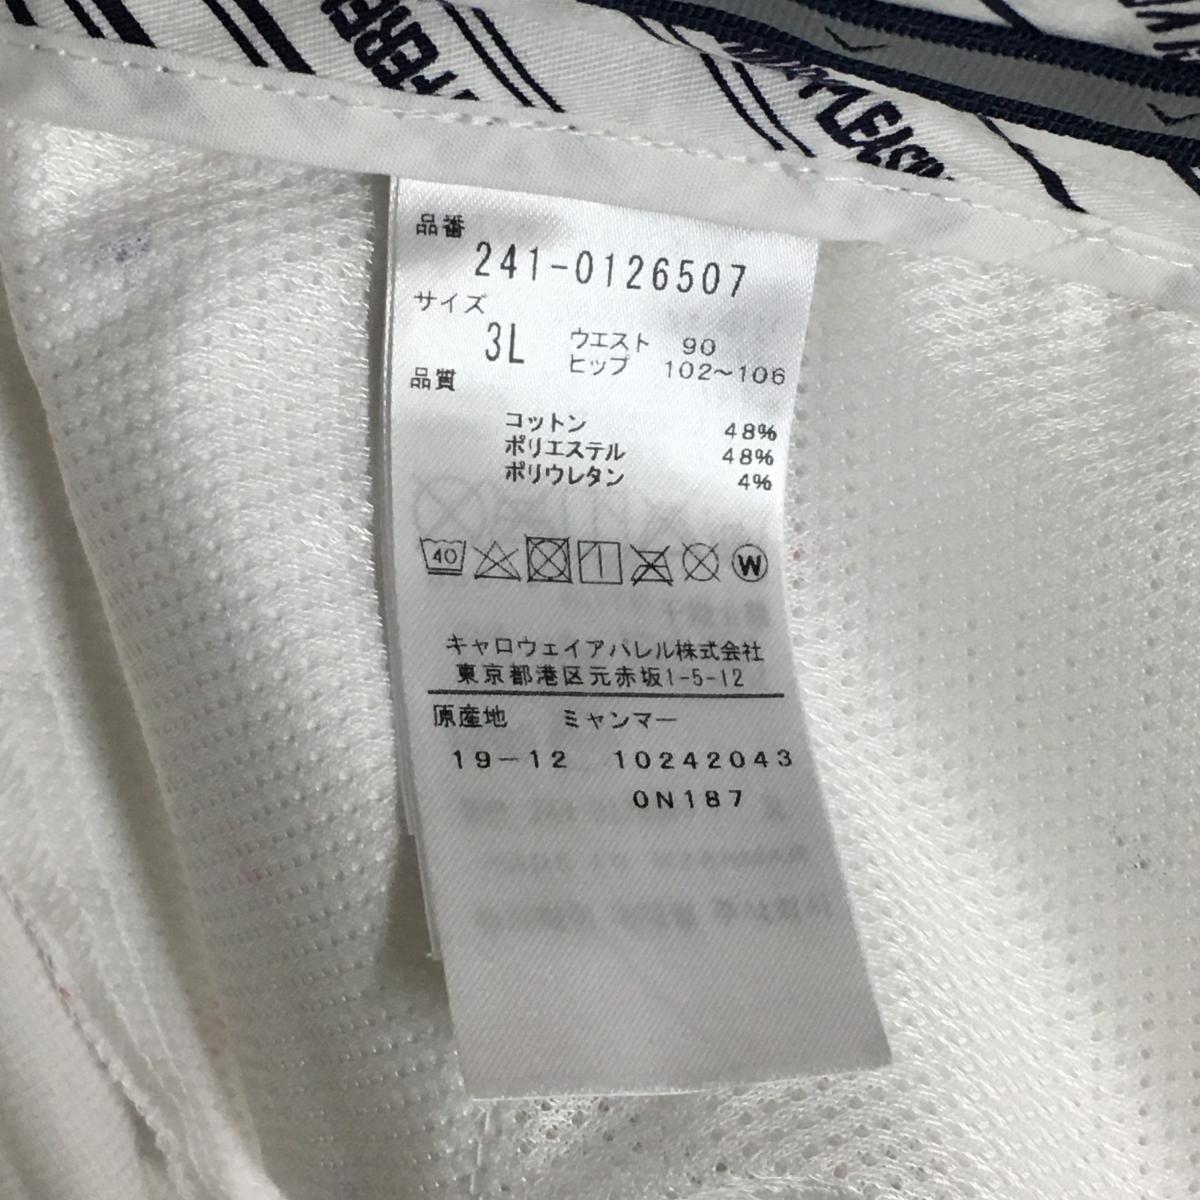 品番
241-0126507
サイズ
3L ウエスト 90
ヒップ 102～106
品質
コットン 48%
ポリエステル 48%
ポリウレタン 4%
40 W
キャロウェイアパレル株式会社
東京都港区元赤坂1-5-12
原産地 ミャンマー
19-12 10242043
0N187